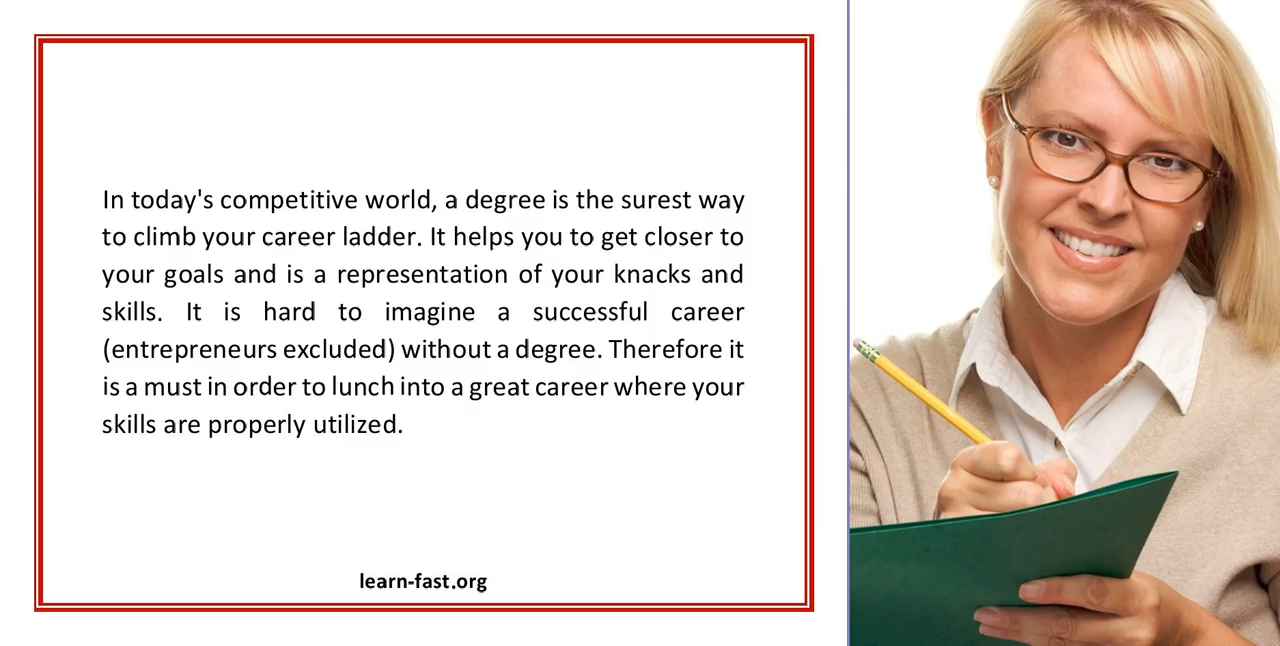 In today's competitive world, a degree is the surest way
to climb your career ladder. It helps you to get closer to
your goals and is a representation of your knacks and
skills. It is hard to imagine a successful career
(entrepreneurs excluded) without a degree. Therefore it
is a must in order to lunch into a great career where your
skills are properly utilized.
learn-fast.org